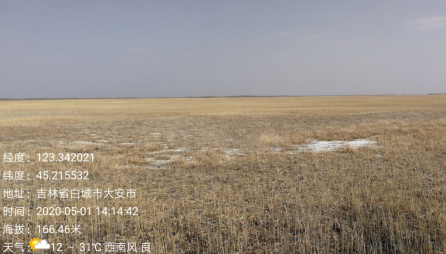 经度: 123.342021
纬度: 45.215532
地址: 吉林省白城市大安市
时间: 2020-05-01 14:14:42
海拔: 166.46米
天气: 12 ~ 31℃ 西南风 良